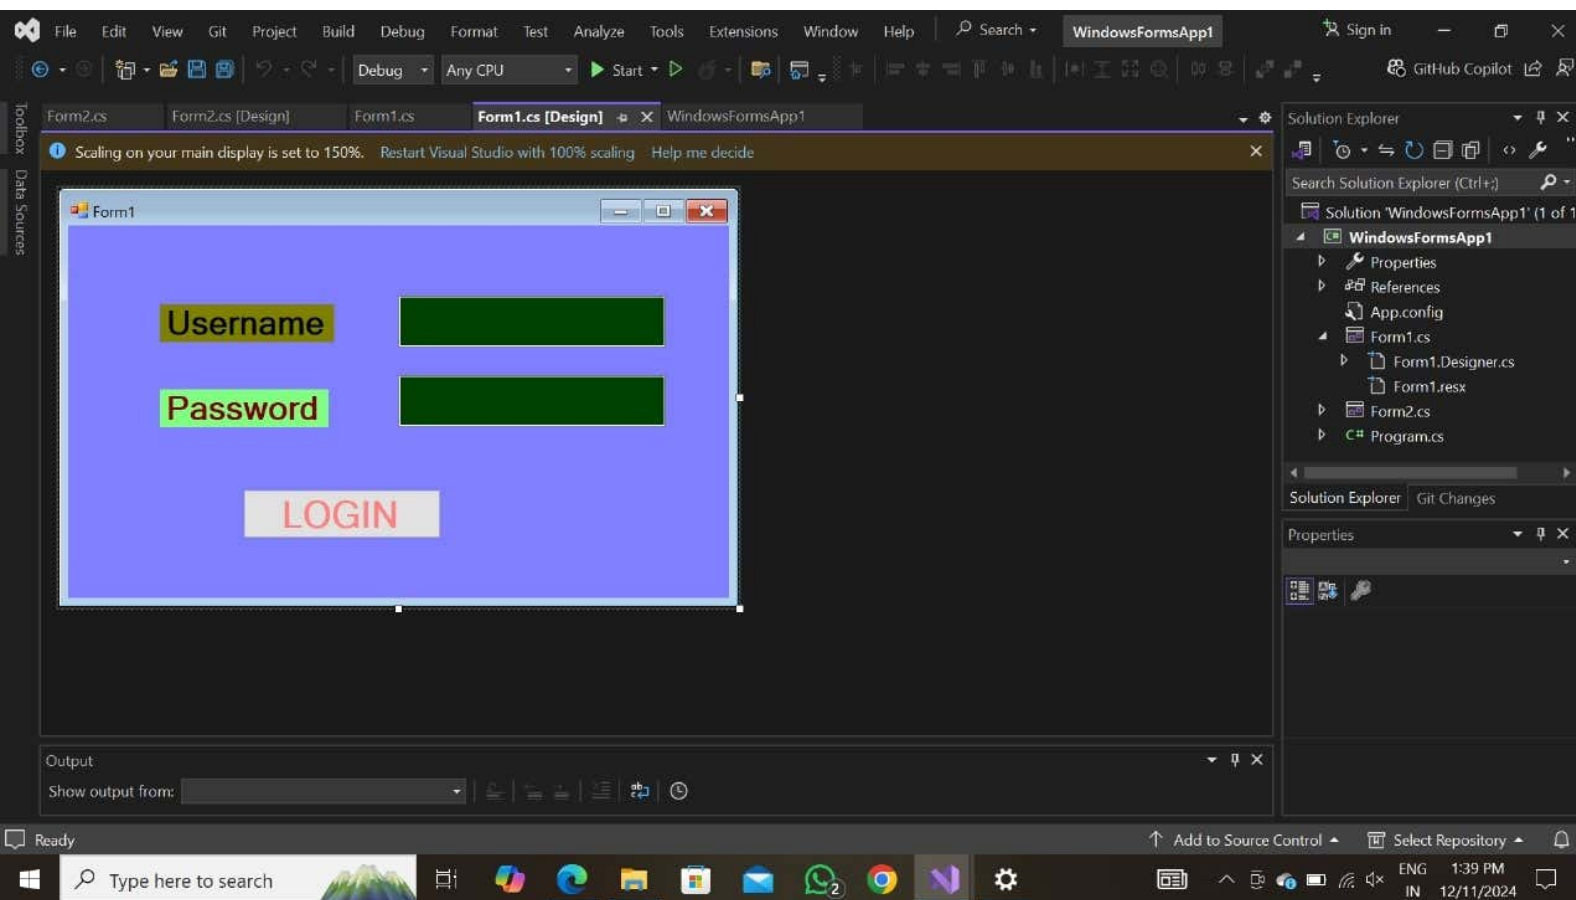 File Edit View Git Project Build Debug Format Test Analyze Tools Extensions Window Help Search WindowsFormsApp1 Sign in
Debug Any CPU Start GitHub Copilot
Toolbox
Data Sources
Form2.cs Form2.cs [Design] Form1.cs Form1.cs [Design] WindowsFormsApp1
Scaling on your main display is set to 150%. Restart Visual Studio with 100% scaling Help me decide
Form1
Username
Password
LOGIN
Solution Explorer
Search Solution Explorer (Ctrl+;)
Solution 'WindowsFormsApp1' (1 of 1
C# WindowsFormsApp1
Properties
References
App.config
Form1.cs
Form1.Designer.cs
Form1.resx
Form2.cs
C# Program.cs
Solution Explorer Git Changes
Properties
Output
Show output from:
Ready
Add to Source Control Select Repository
Type here to search
2
ENG 1:39 PM
IN 12/11/2024